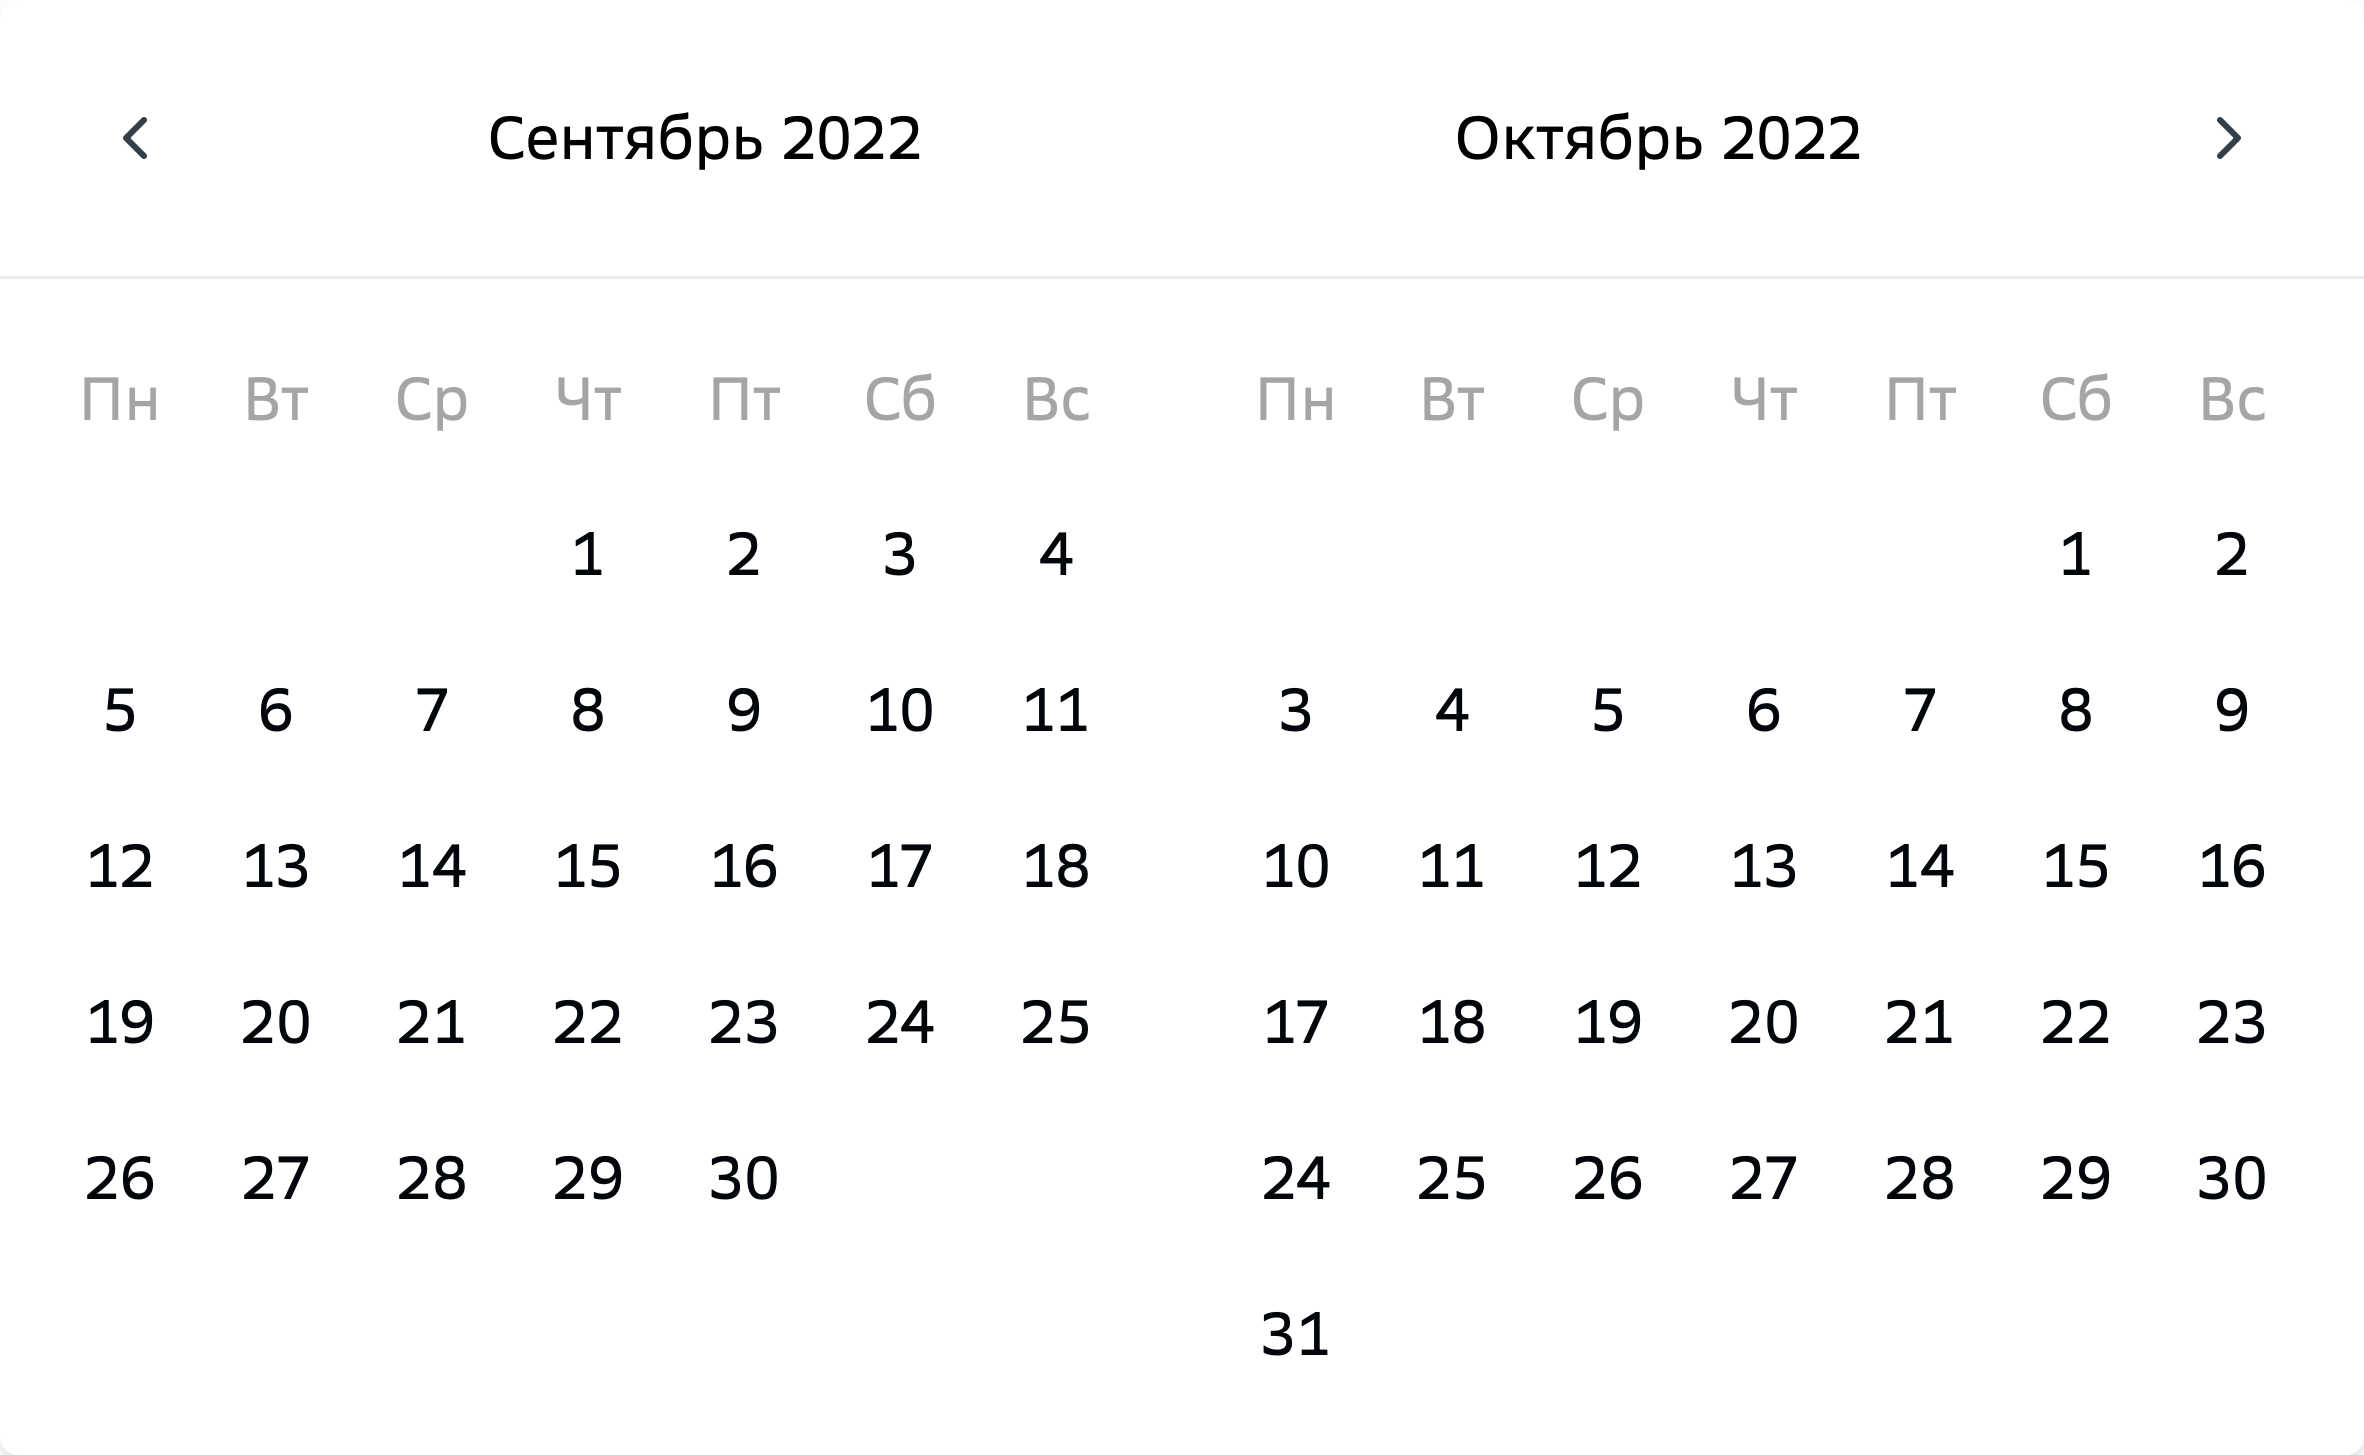 Сентябрь 2022
Пн Вт Ср Чт Пт Сб Вс
1 2 3 4
5 6 7 8 9 10 11
12 13 14 15 16 17 18
19 20 21 22 23 24 25
26 27 28 29 30
Октябрь 2022
Пн Вт Ср Чт Пт Сб Вс
1 2
3 4 5 6 7 8 9
10 11 12 13 14 15 16
17 18 19 20 21 22 23
24 25 26 27 28 29 30
31